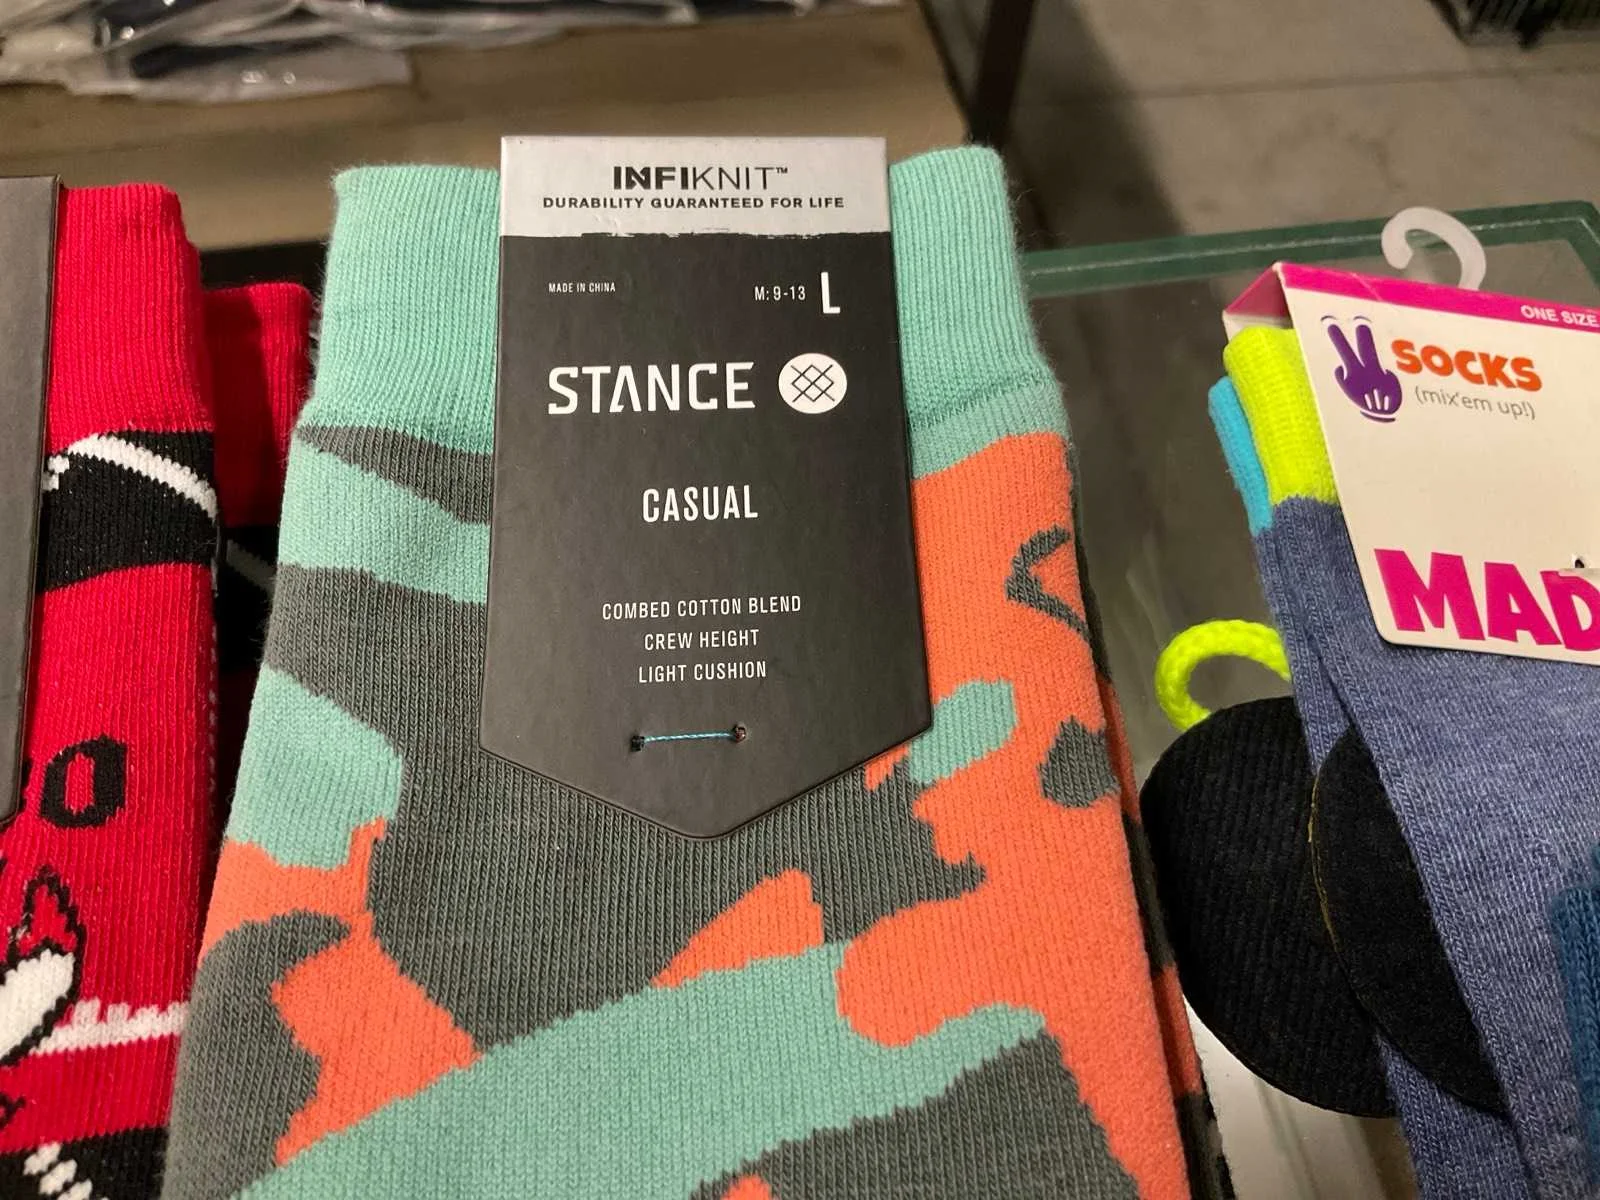 INFIKNIT™
DURABILITY GUARANTEED FOR LIFE
MADE IN CHINA
M: 9-13 L
STANCE
CASUAL
COMBED COTTON BLEND
CREW HEIGHT
LIGHT CUSHION
ONE SIZE
SOCKS
(mix'em up!)
MAD